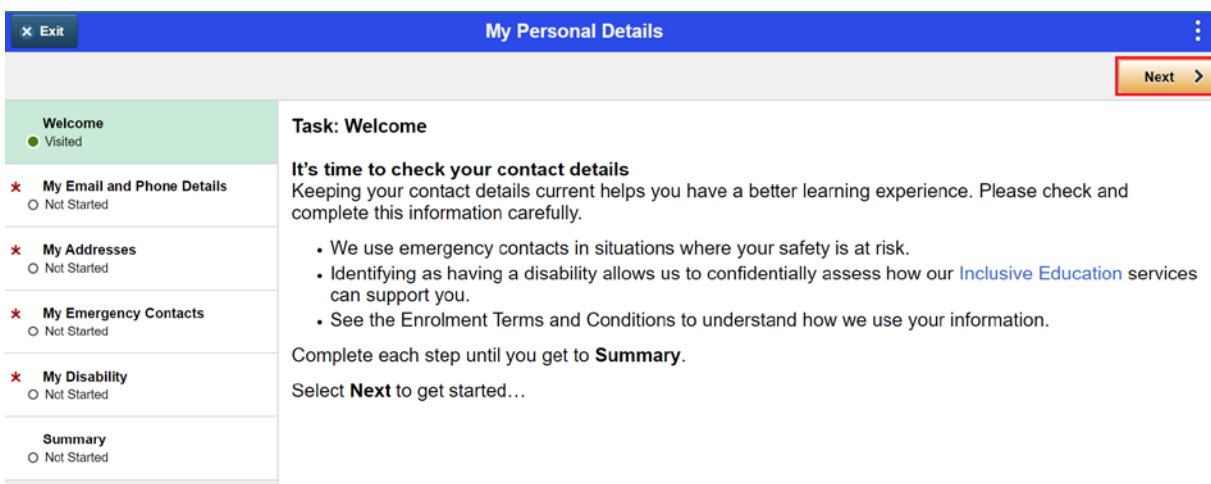 × Exit
My Personal Details
Next >
Welcome
Visited
* My Email and Phone Details
Not Started
* My Addresses
Not Started
* My Emergency Contacts
Not Started
* My Disability
Not Started
Summary
Not Started
Task: Welcome
It's time to check your contact details
Keeping your contact details current helps you have a better learning experience. Please check and
complete this information carefully.
• We use emergency contacts in situations where your safety is at risk.
• Identifying as having a disability allows us to confidentially assess how our Inclusive Education services
can support you.
• See the Enrolment Terms and Conditions to understand how we use your information.
Complete each step until you get to Summary.
Select Next to get started…